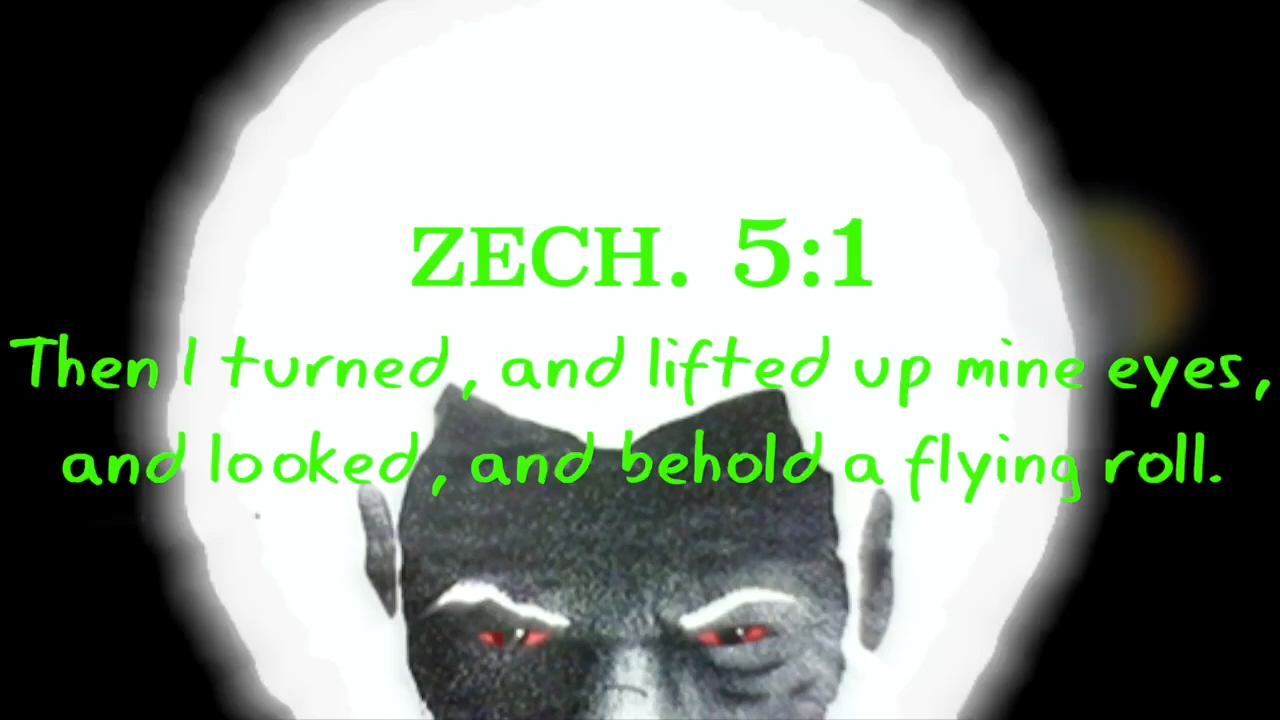 ZECH. 5:1
Then I turned, and lifted up mine eyes,
and looked, and behold a flying roll.